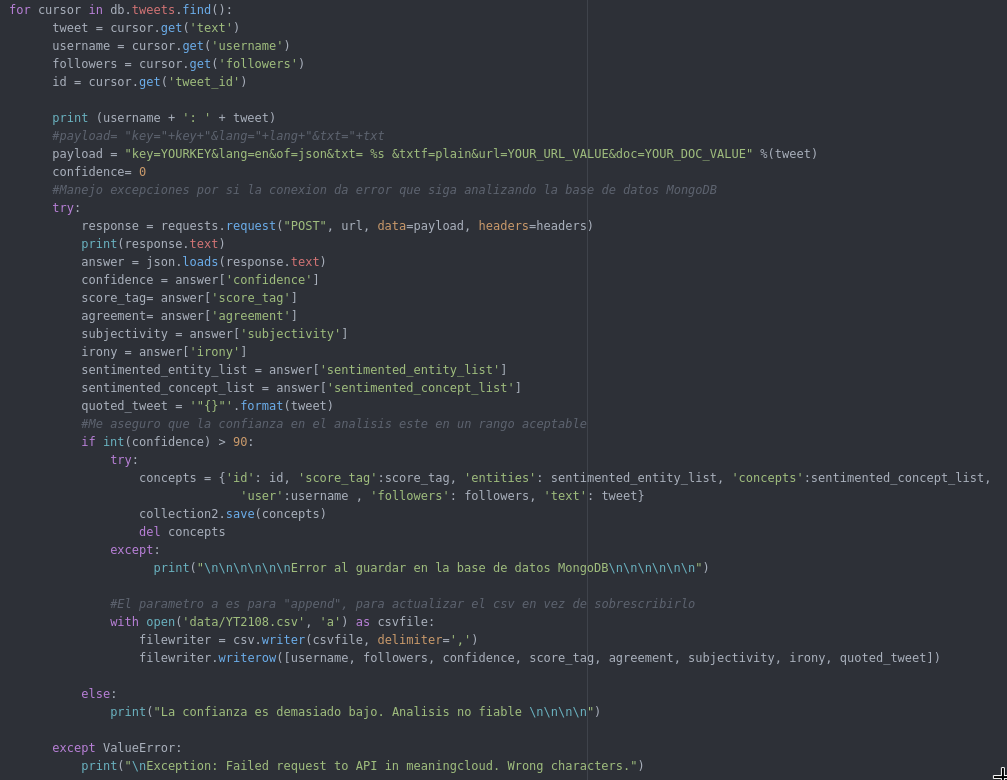 for cursor in db.tweets.find():
tweet = cursor.get('text')
username = cursor.get('username')
followers = cursor.get('followers')
id = cursor.get('tweet_id')
print (username + ': ' + tweet)
#payload= "key="+key+"&lang="+lang+"&txt="+txt
payload = "key=YOURKEY&lang=en&of=json&txt= %s &txtf=plain&url=YOUR_URL_VALUE&doc=YOUR_DOC_VALUE" %(tweet)
confidence= 0
#Manejo excepciones por si la conexion da error que siga analizando la base de datos MongoDB
try:
response = requests.request("POST", url, data=payload, headers=headers)
print(response.text)
answer = json.loads(response.text)
confidence = answer['confidence']
score_tag= answer['score_tag']
agreement= answer['agreement']
subjectivity = answer['subjectivity']
irony = answer['irony']
sentimented_entity_list = answer['sentimented_entity_list']
sentimented_concept_list = answer['sentimented_concept_list']
quoted_tweet = '"{}"'.format(tweet)
#Me aseguro que la confianza en el analisis este en un rango aceptable
if int(confidence) > 90:
try:
concepts = {'id': id, 'score_tag':score_tag, 'entities': sentimented_entity_list, 'concepts':sentimented_concept_list,
'user':username , 'followers': followers, 'text': tweet}
collection2.save(concepts)
del concepts
except:
print("\n\n\n\n\n\nError al guardar en la base de datos MongoDB\n\n\n\n\n\n")
#El parametro a es para "append", para actualizar el csv en vez de sobrescribirlo
with open('data/YT2108.csv', 'a') as csvfile:
filewriter = csv.writer(csvfile, delimiter=',')
filewriter.writerow([username, followers, confidence, score_tag, agreement, subjectivity, irony, quoted_tweet])
else:
print("La confianza es demasiado bajo. Analisis no fiable \n\n\n\n")
except ValueError:
print("\nException: Failed request to API in meaningcloud. Wrong characters.")